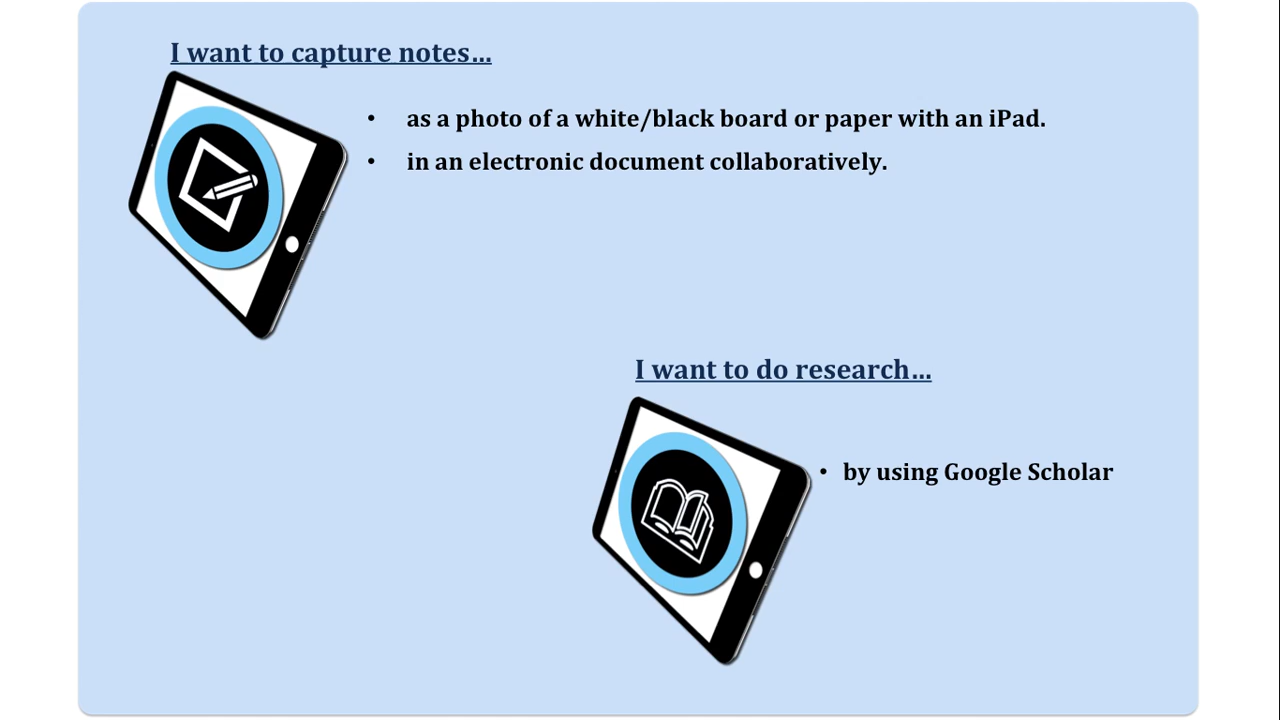 I want to capture notes…
• as a photo of a white/black board or paper with an iPad.
• in an electronic document collaboratively.
I want to do research…
• by using Google Scholar